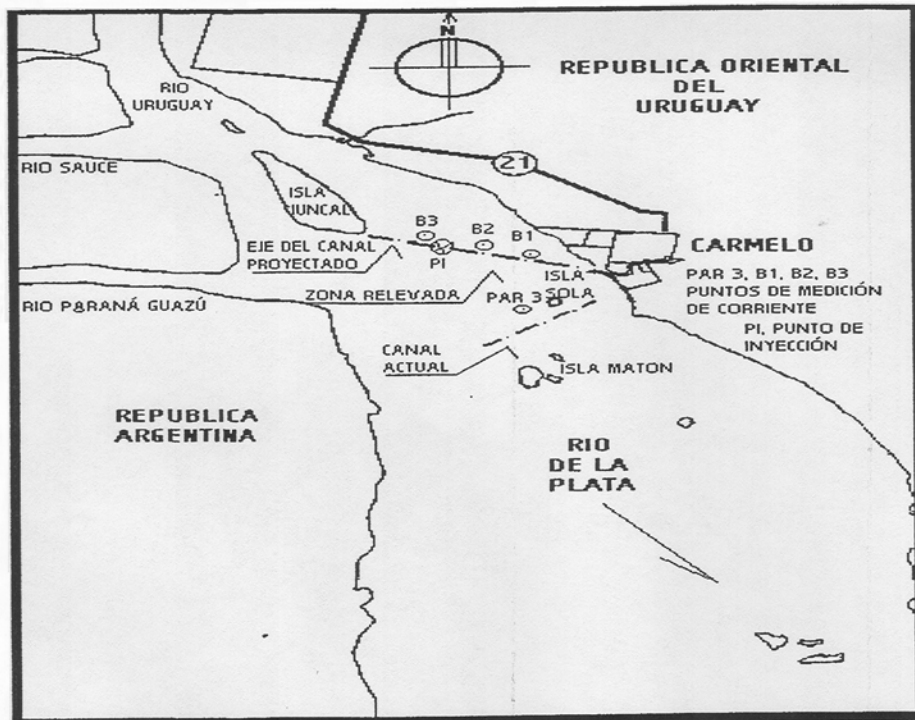 N
REPUBLICA ORIENTAL
DEL
URUGUAY
RIO
URUGUAY
21
RIO SAUCE
ISLA
JUNCAL
B3
B2
B1
CARMELO
EJE DEL CANAL
PROYECTADO
PI
ISLA
SOLA
ZONA RELEVADA
PAR 3
PAR 3, B1, B2, B3
PUNTOS DE MEDICIÓN
DE CORRIENTE
RIO PARANÁ GUAZÚ
PI, PUNTO DE
INYECCIÓN
CANAL
ACTUAL
ISLA MATON
REPUBLICA
ARGENTINA
RIO
DE LA
PLATA